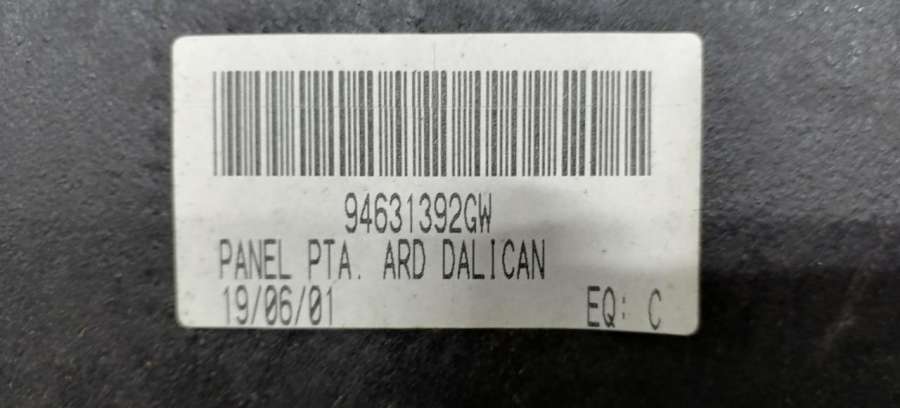 94631392GW
PANEL PTA. ARD DALICAN
19/06/01 EQ: C